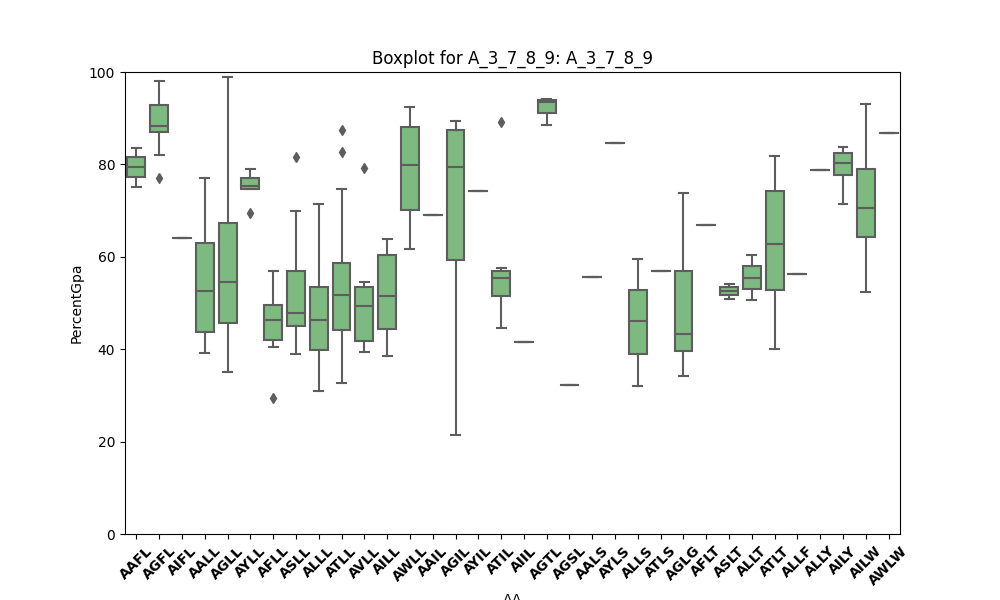 Boxplot for A_3_7_8_9: A_3_7_8_9
100
80
60
40
20
0
PercentGpa
AAFL AGFL AIFL AALL AGLL AYLL AFLL ASLL ALLL ATLL AVLL AILL AWLL AAIL AGIL AYIL ATIL AIIL AGTL AGSL AALS AYLS ALLS ATLS AGLG AFLT ASLT ALLT ATLT ALLF ALLY AILY AILW AWLW
AA